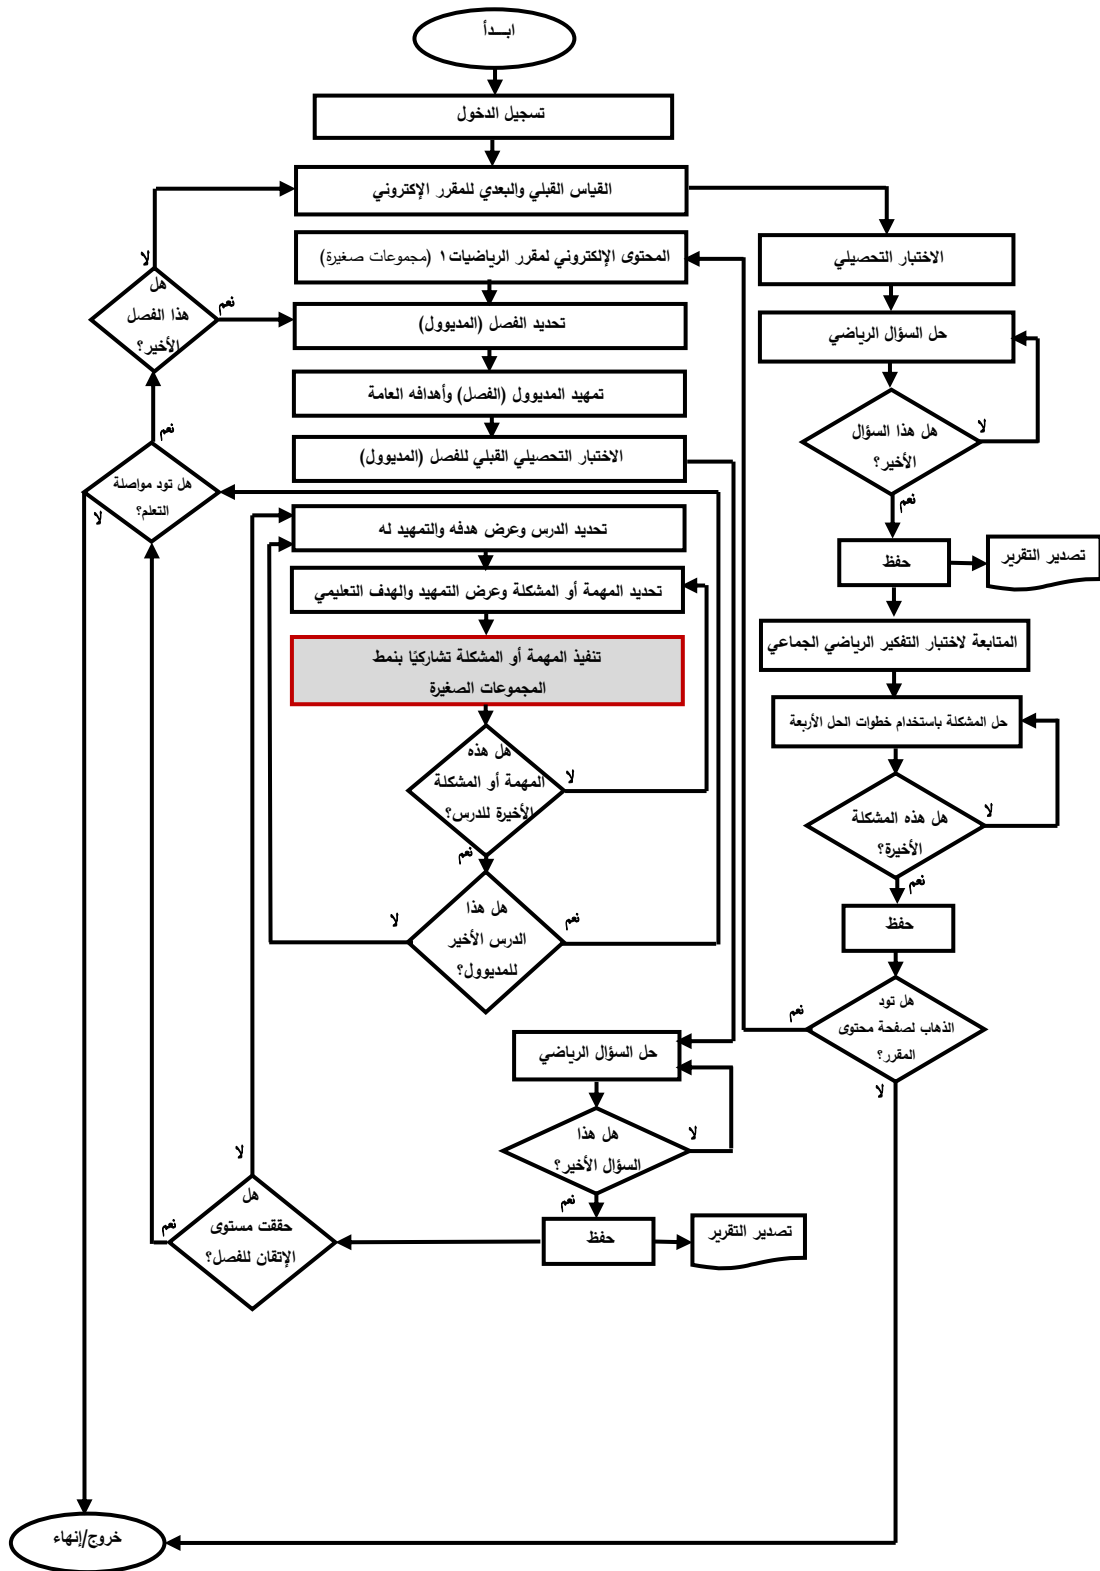 ابـــدأ
تسجيل الدخول
القياس القبلي والبعدي للمقرر الإكتروني
المحتوى الإلكتروني لمقرر الرياضيات ١ (مجموعات صغيرة)
الاختبار التحصيلي
لا
هل
هذا الفصل
الأخير؟
نعم
تحديد الفصل (المديوول)
حل السؤال الرياضي
تمهيد المديوول (الفصل) وأهدافه العامة
هل هذا السؤال
الأخير؟
لا
نعم
نعم
الاختبار التحصيلي القبلي للفصل (المديوول)
هل تود مواصلة
التعلم؟
لا
تحديد الدرس وعرض هدفه والتمهيد له
حفظ
تصدير التقرير
تحديد المهمة أو المشكلة وعرض التمهيد والهدف التعليمي
المتابعة لاختبار التفكير الرياضي الجماعي
تنفيذ المهمة أو المشكلة تشاركيًا بنمط
المجموعات الصغيرة
حل المشكلة باستخدام خطوات الحل الأربعة
هل هذه
المهمة أو المشكلة
الأخيرة للدرس؟
لا
نعم
هل هذه المشكلة
الأخيرة؟
لا
نعم
هل هذا
الدرس الأخير
للمديوول؟
لا
نعم
حفظ
هل تود
الذهاب لصفحة محتوى
المقرر؟
نعم
لا
حل السؤال الرياضي
هل هذا
السؤال الأخير؟
لا
نعم
لا
هل
حققت مستوى
الإتقان للفصل؟
نعم
حفظ
تصدير التقرير
خروج/إنهاء